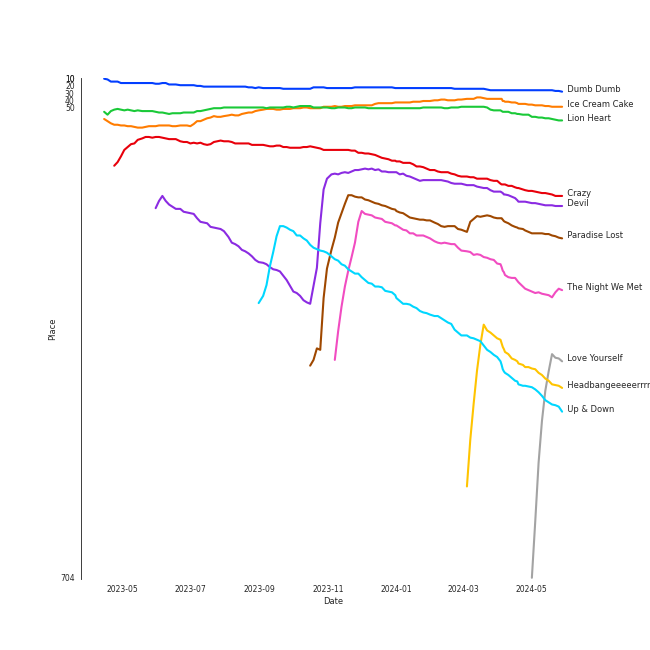 10
20
30
40
50
Dumb Dumb
Ice Cream Cake
Lion Heart
Crazy
Devil
Paradise Lost
The Night We Met
Love Yourself
Headbangeeeeerrrr
Up & Down
Place
704
2023-05
2023-07
2023-09
2023-11
2024-01
2024-03
2024-05
Date